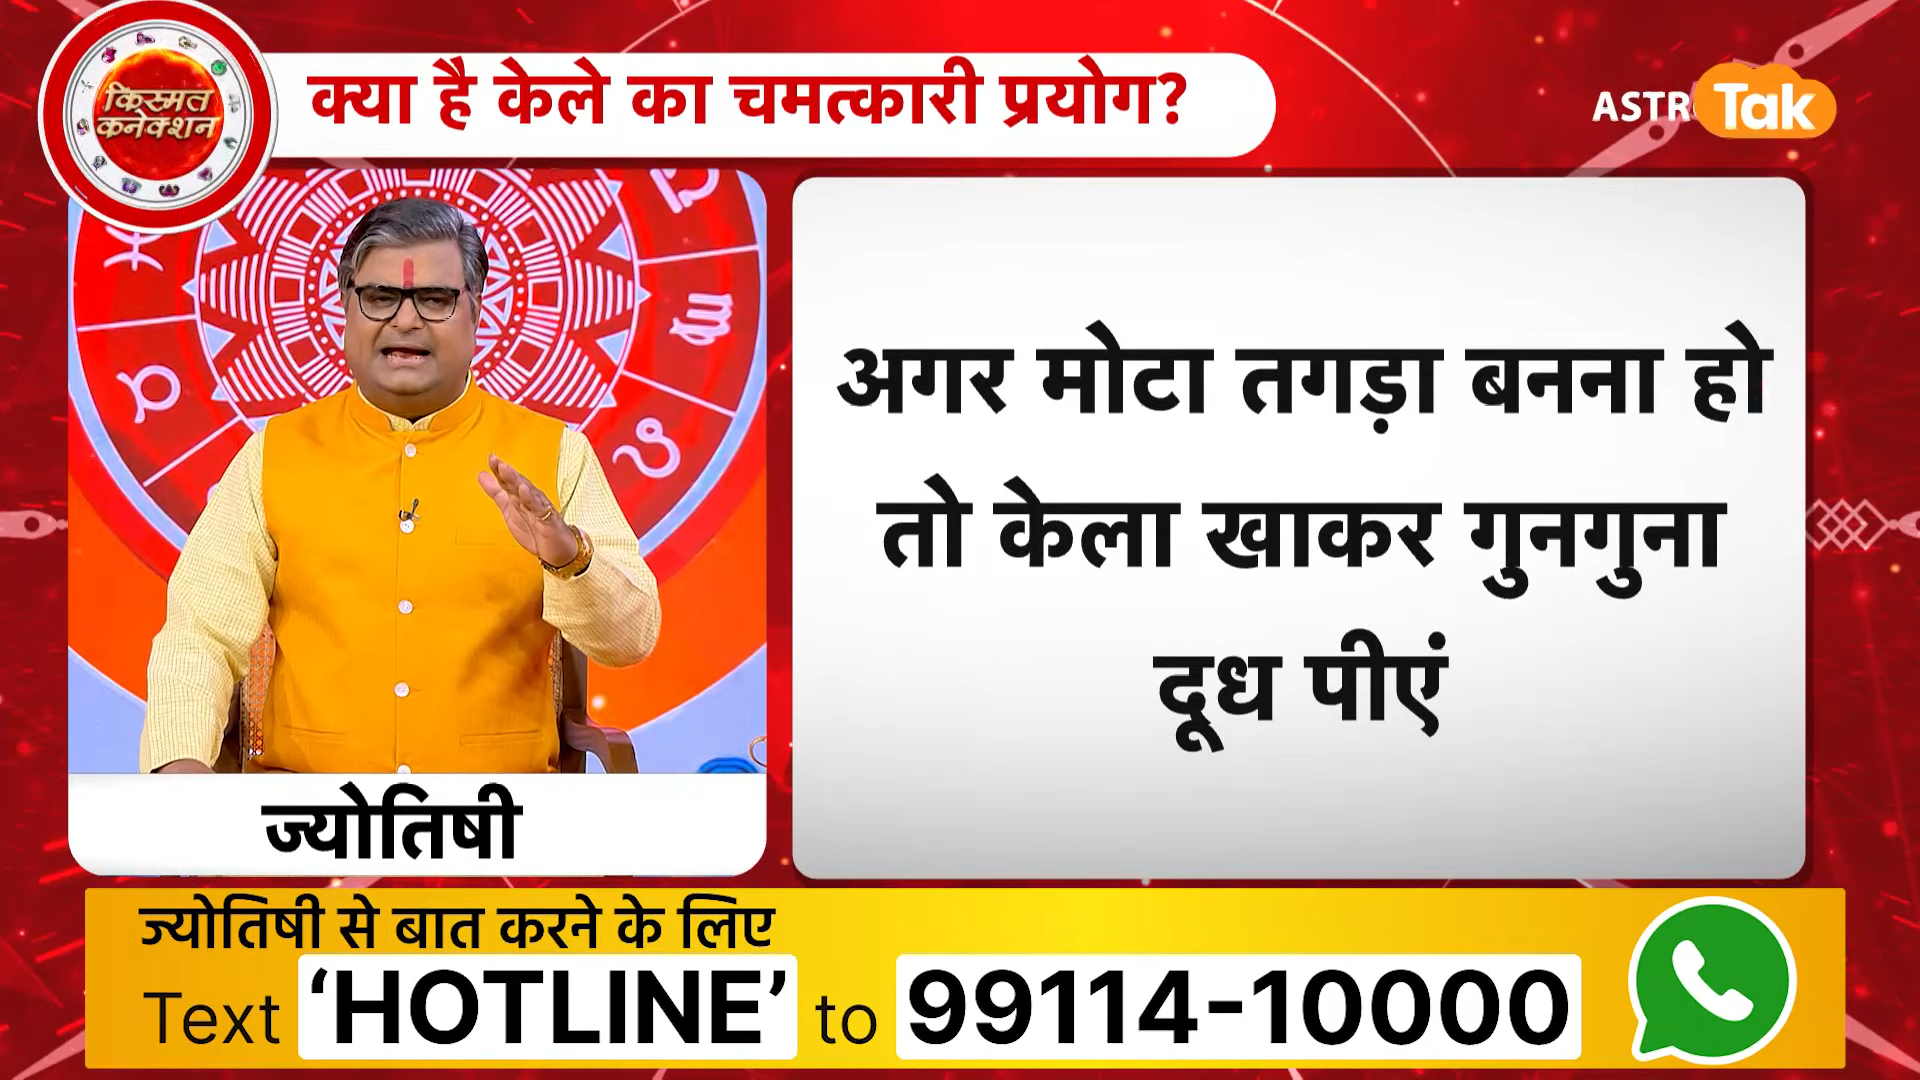 किस्मत
कनेक्शन
क्या है केले का चमत्कारी प्रयोग?
ASTRO Tak
अगर मोटा तगड़ा बनना हो
तो केला खाकर गुनगुना
दूध पीएं
ज्योतिषी
ज्योतिषी से बात करने के लिए
Text 'HOTLINE' to 99114-10000